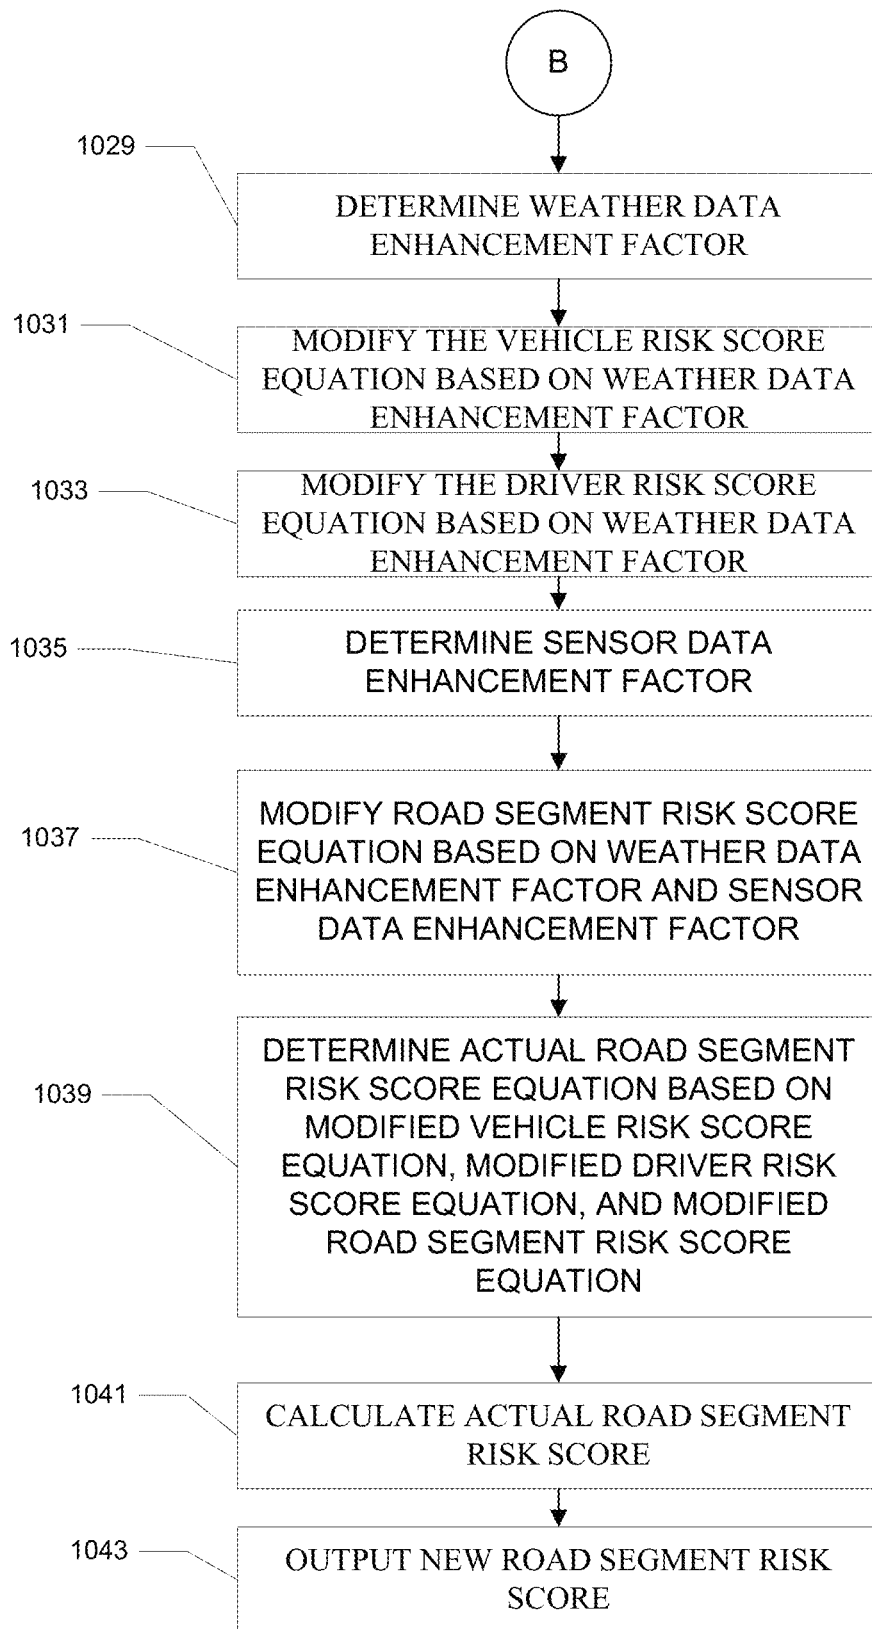 B
1029
DETERMINE WEATHER DATA
ENHANCEMENT FACTOR
1031
MODIFY THE VEHICLE RISK SCORE
EQUATION BASED ON WEATHER DATA
ENHANCEMENT FACTOR
1033
MODIFY THE DRIVER RISK SCORE
EQUATION BASED ON WEATHER DATA
ENHANCEMENT FACTOR
1035
DETERMINE SENSOR DATA
ENHANCEMENT FACTOR
1037
MODIFY ROAD SEGMENT RISK SCORE
EQUATION BASED ON WEATHER DATA
ENHANCEMENT FACTOR AND SENSOR
DATA ENHANCEMENT FACTOR
1039
DETERMINE ACTUAL ROAD SEGMENT
RISK SCORE EQUATION BASED ON
MODIFIED VEHICLE RISK SCORE
EQUATION, MODIFIED DRIVER RISK
SCORE EQUATION, AND MODIFIED
ROAD SEGMENT RISK SCORE
EQUATION
1041
CALCULATE ACTUAL ROAD SEGMENT
RISK SCORE
1043
OUTPUT NEW ROAD SEGMENT RISK
SCORE